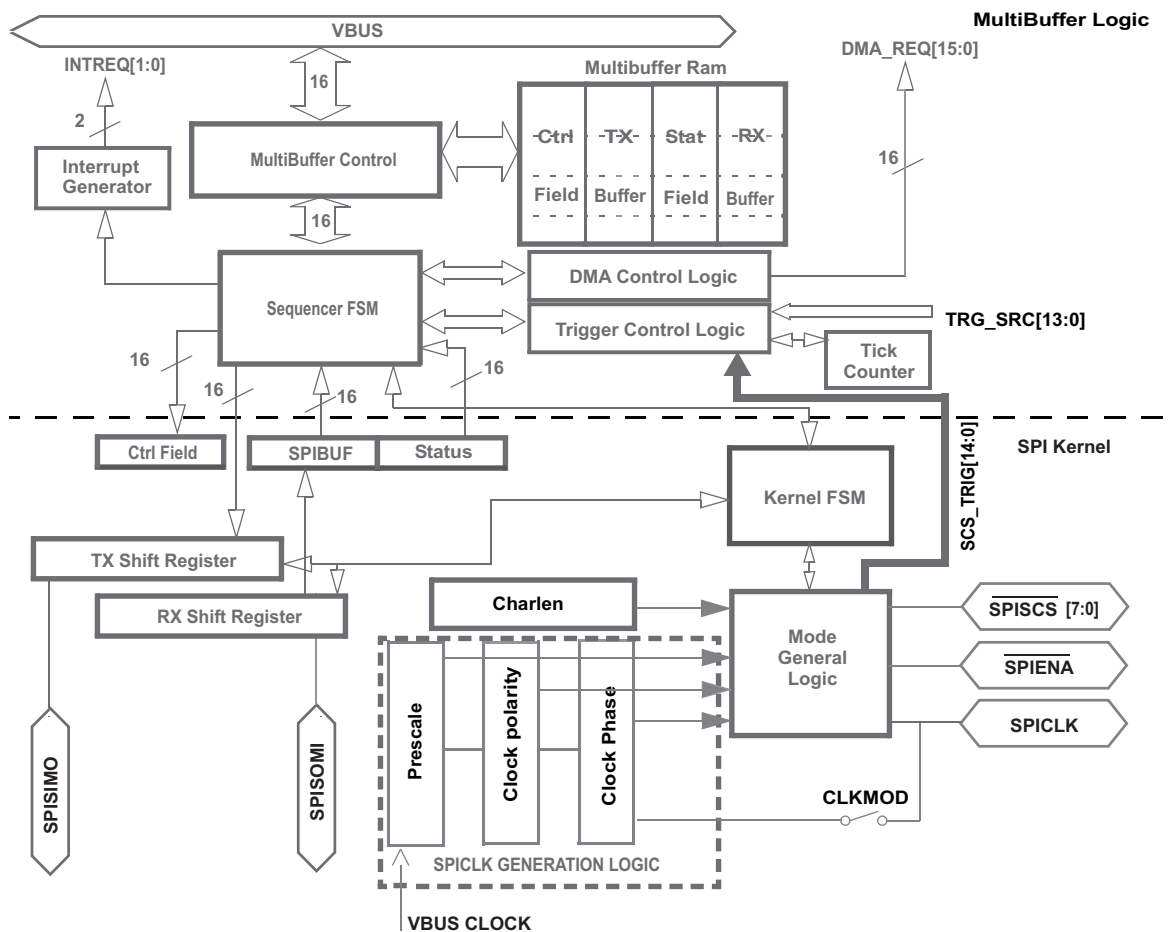 VBUS
MultiBuffer Logic
INTREQ[1:0]
DMA_REQ[15:0]
Multibuffer Ram
16
2
Ctrl TX Stat RX
MultiBuffer Control
Interrupt
Generator
16
Field Buffer Field Buffer
16
Sequencer FSM
DMA Control Logic
Trigger Control Logic
TRG_SRC[13:0]
Tick
Counter
16
16
16
16
Ctrl Field
SPIBUF
Status
SPI Kernel
Kernel FSM
SCS_TRIG[14:0]
TX Shift Register
RX Shift Register
Charlen
Mode
General
Logic
SPISCS [7:0]
SPIENA
SPICLK
Prescale
Clock polarity
Clock Phase
SPISIMO
SPISOMI
CLKMOD
SPICLK GENERATION LOGIC
VBUS CLOCK